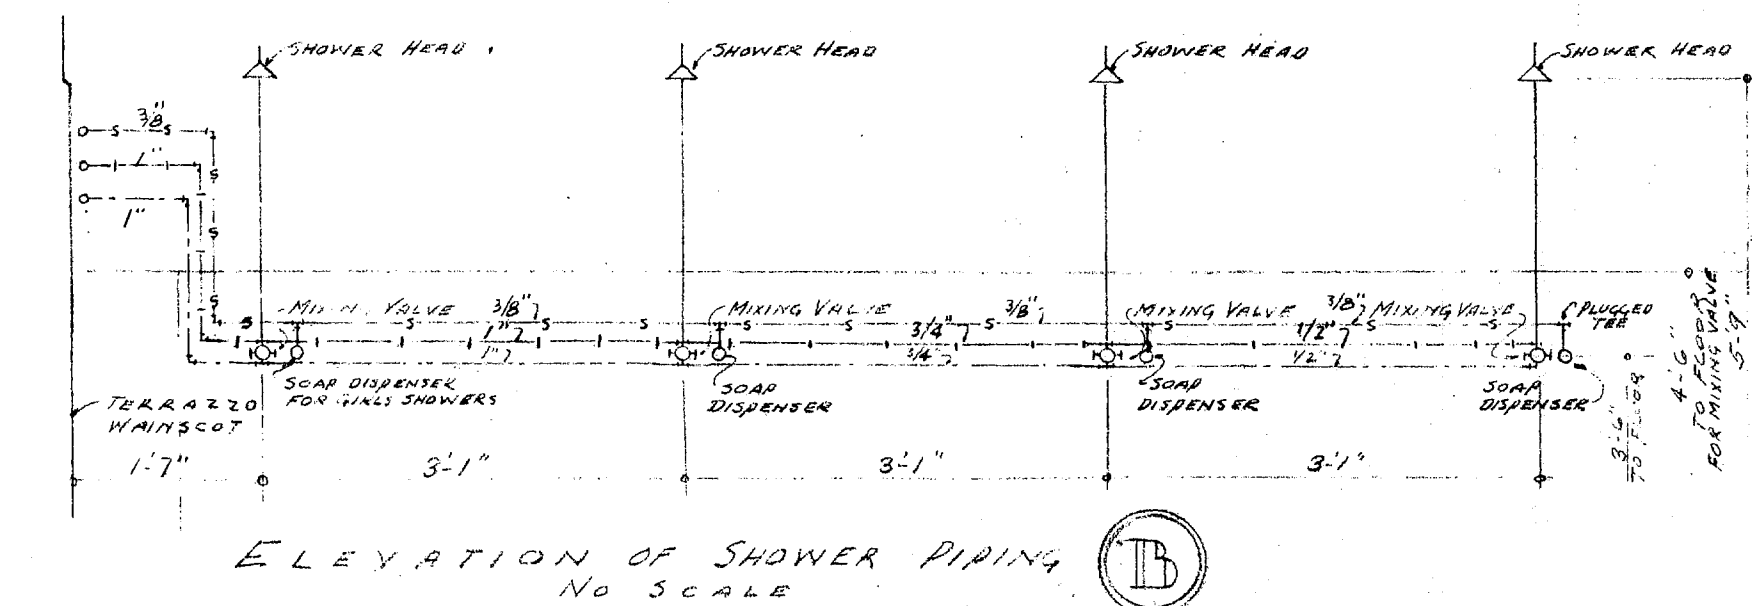 SHOWER HEAD
SHOWER HEAD
SHOWER HEAD
SHOWER HEAD
3/8"
S S
1"
1"
S
S
S
S
MIXING VALVE
3/8"
MIXING VALVE
3/8"
MIXING VALVE
3/8"
MIXING VALVE
PLUGGED
TEE
S S S S S S S S
1"
3/4"
1/2"
1"
3/4"
1/2"
SOAP DISPENSER
FOR GIRLS SHOWERS
SOAP
DISPENSER
SOAP
DISPENSER
SOAP
DISPENSER
TERRAZZO
WAINSCOT
1'-7"
3'-1"
3'-1"
3'-1"
3'-6"
TO FLOOR
4'-6"
TO FLOOR
FOR MIXING VALVE
5'-9"
ELEVATION OF SHOWER PIPING
B
NO SCALE